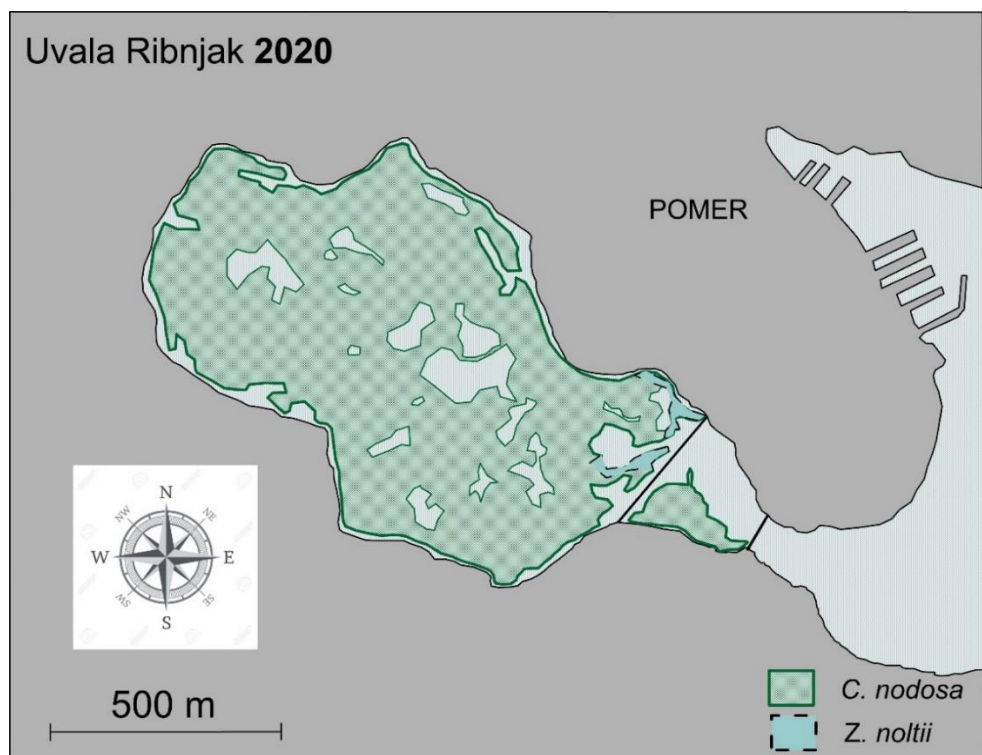 Uvala Ribnjak 2020
POMER
N
NW
NE
W
E
SW
SE
S
500 m
C. nodosa
Z. noltii